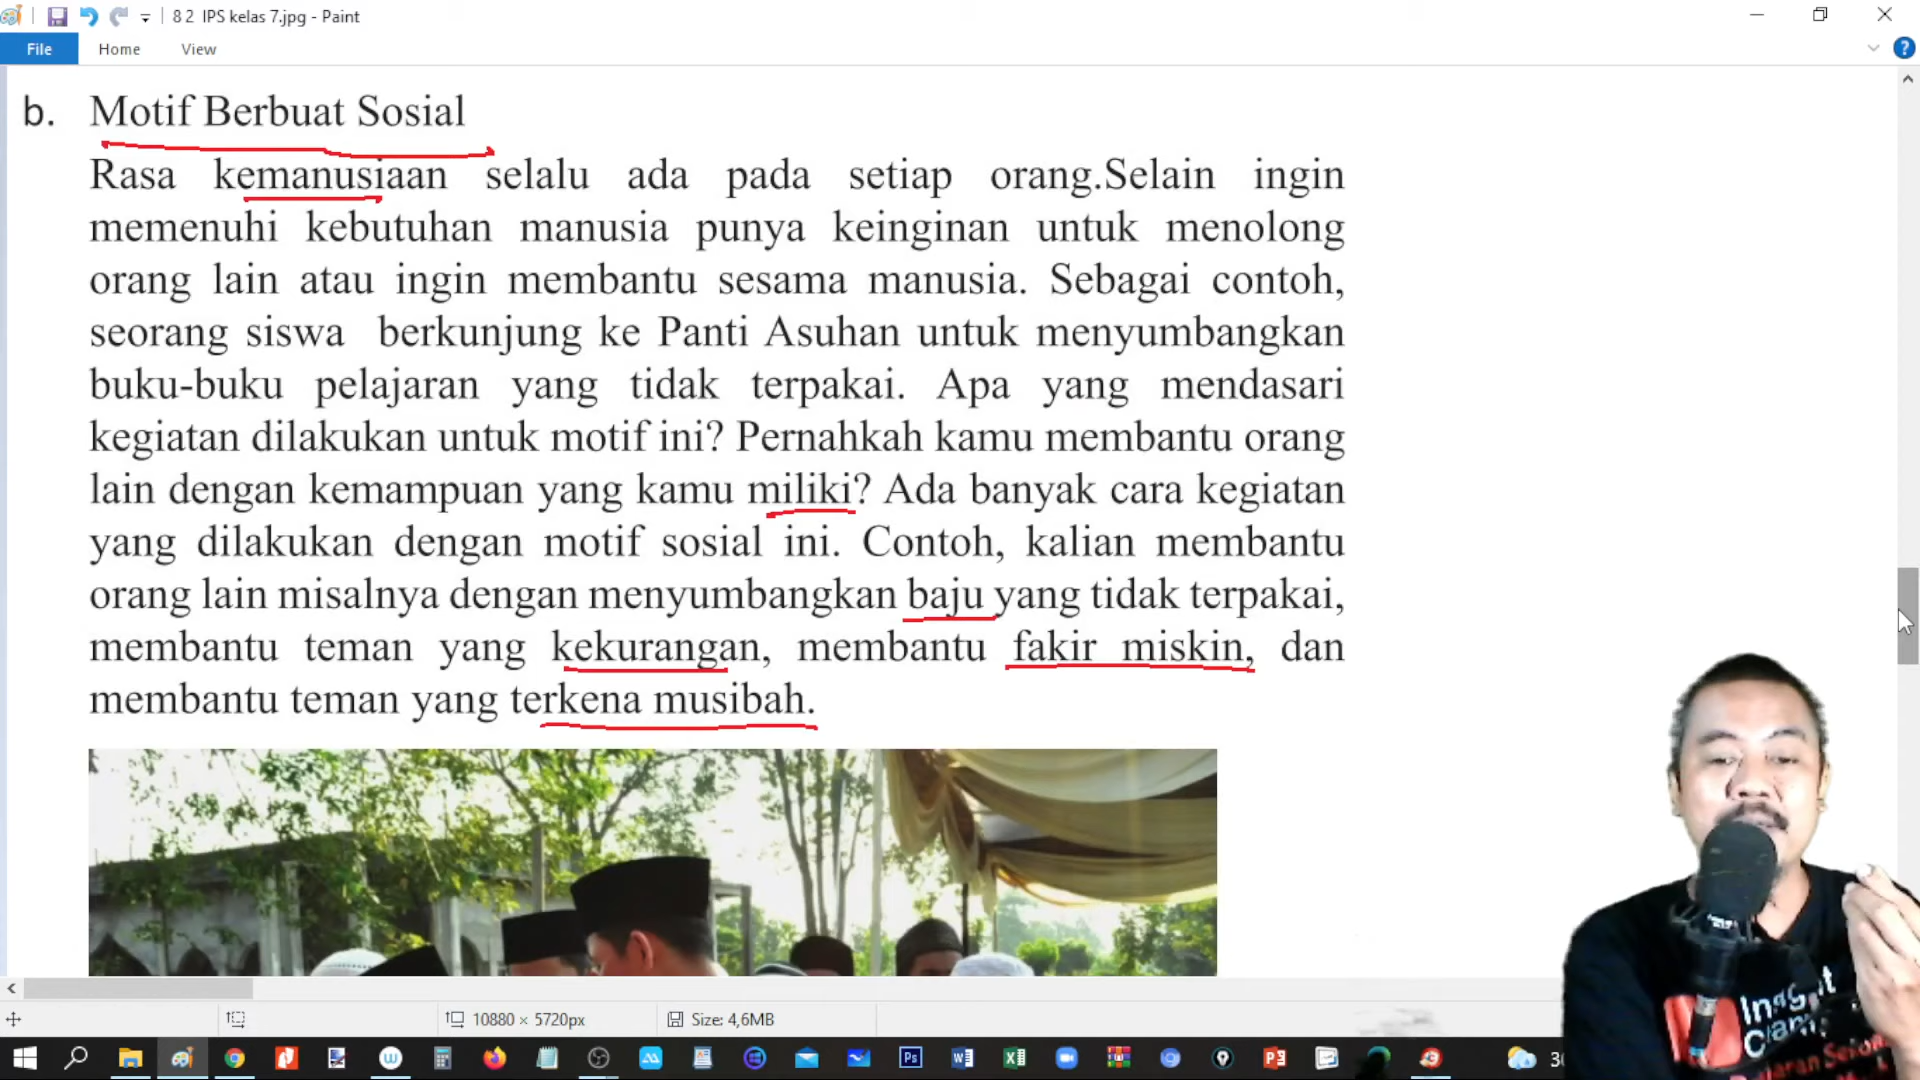 8 2 IPS kelas 7.jpg - Paint
File Home View
b. Motif Berbuat Sosial
Rasa kemanusiaan selalu ada pada setiap orang.Selain ingin
memenuhi kebutuhan manusia punya keinginan untuk menolong
orang lain atau ingin membantu sesama manusia. Sebagai contoh,
seorang siswa berkunjung ke Panti Asuhan untuk menyumbangkan
buku-buku pelajaran yang tidak terpakai. Apa yang mendasari
kegiatan dilakukan untuk motif ini? Pernahkah kamu membantu orang
lain dengan kemampuan yang kamu miliki? Ada banyak cara kegiatan
yang dilakukan dengan motif sosial ini. Contoh, kalian membantu
orang lain misalnya dengan menyumbangkan baju yang tidak terpakai,
membantu teman yang kekurangan, membantu fakir miskin, dan
membantu teman yang terkena musibah.
10880 × 5720px Size: 4,6MB